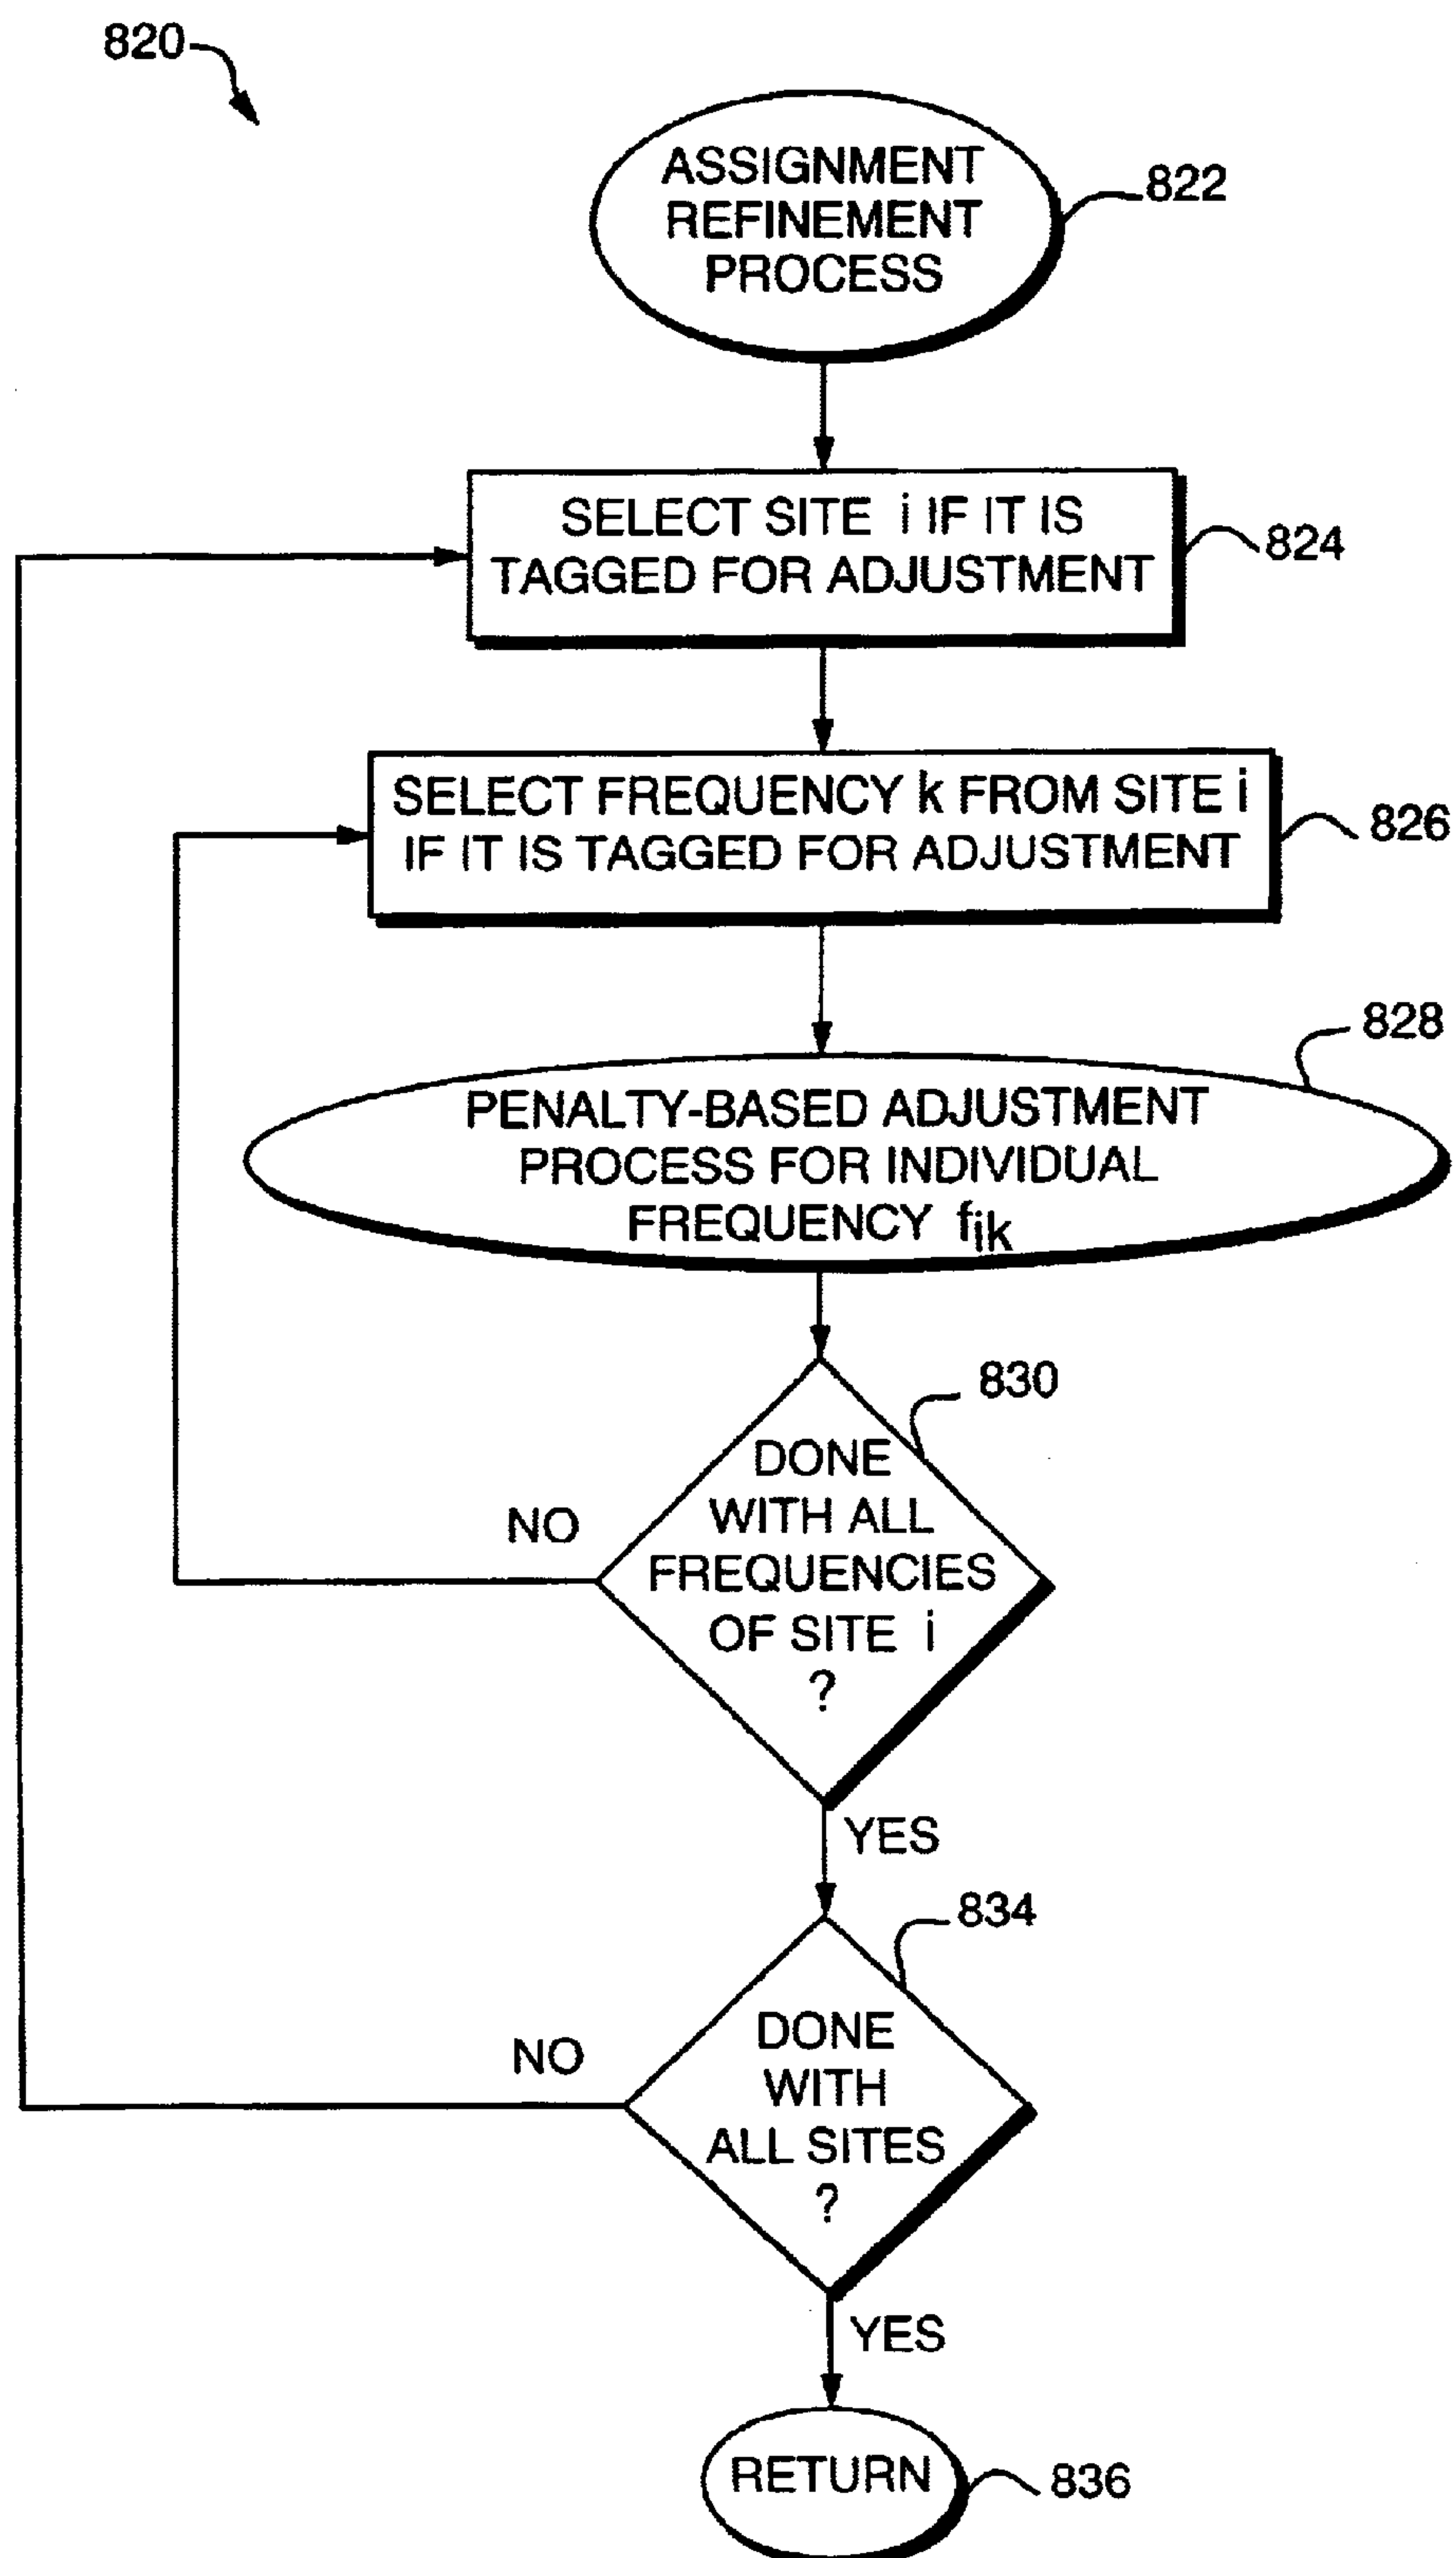 820
ASSIGNMENT
REFINEMENT
PROCESS
822
SELECT SITE i IF IT IS
TAGGED FOR ADJUSTMENT
824
SELECT FREQUENCY k FROM SITE i
IF IT IS TAGGED FOR ADJUSTMENT
826
828
PENALTY-BASED ADJUSTMENT
PROCESS FOR INDIVIDUAL
FREQUENCY fik
830
DONE
WITH ALL
FREQUENCIES
OF SITE i
?
NO
YES
834
DONE
WITH
ALL SITES
?
NO
YES
RETURN
836